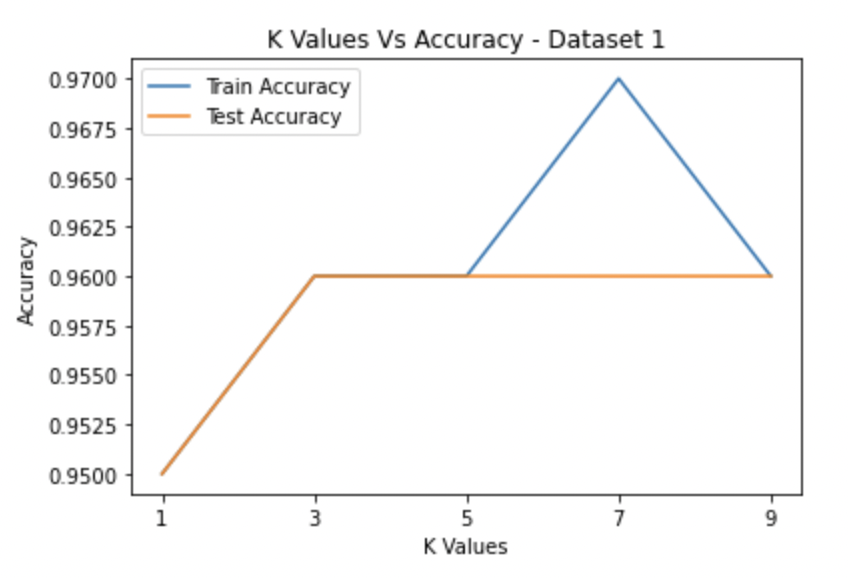 K Values Vs Accuracy - Dataset 1
Train Accuracy
Test Accuracy
0.9700
0.9675
0.9650
0.9625
0.9600
0.9575
0.9550
0.9525
0.9500
Accuracy
1 3 5 7 9
K Values